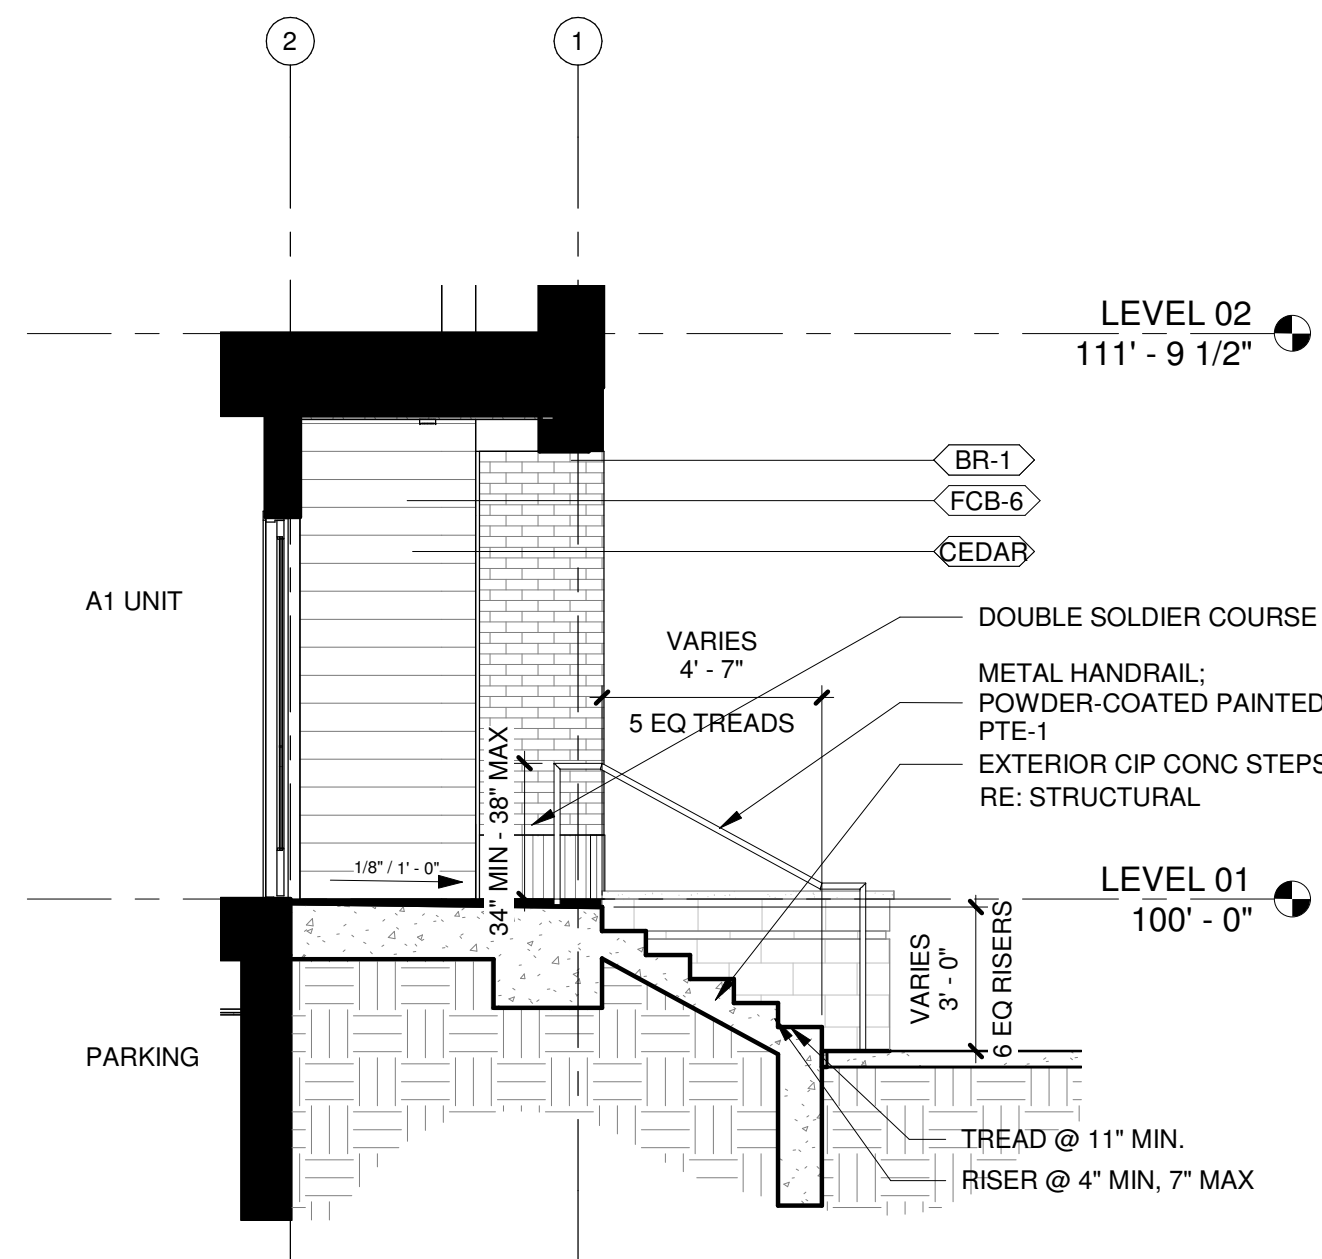 2
1
LEVEL 02
111' - 9 1/2"
BR-1
FCB-6
CEDAR
A1 UNIT
DOUBLE SOLDIER COURSE
VARIES
4' - 7"
5 EQ TREADS
METAL HANDRAIL;
POWDER-COATED PAINTED
PTE-1
EXTERIOR CIP CONC STEPS
RE: STRUCTURAL
34" MIN - 38" MAX
1/8" / 1' - 0"
LEVEL 01
100' - 0"
VARIES
3' - 0"
6 EQ RISERS
PARKING
TREAD @ 11" MIN.
RISER @ 4" MIN, 7" MAX